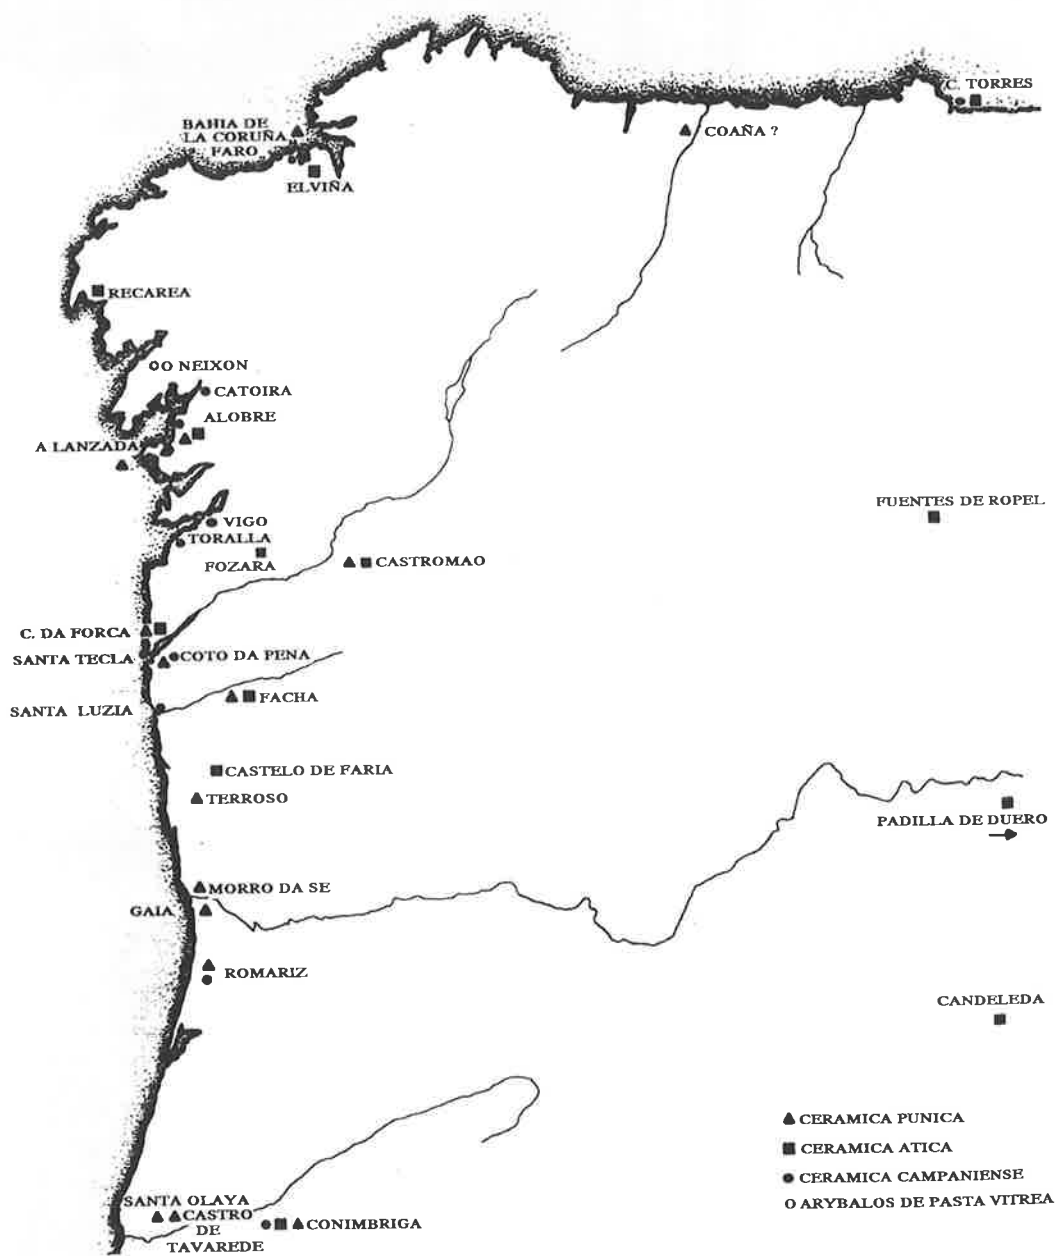 C. TORRES
BAHIA DE
LA CORUÑA
FARO
COAÑA ?
ELVIÑA
RECAREA
O NEIXON
CATOIRA
ALOBRE
A LANZADA
FUENTES DE ROPEL
VIGO
TORALLA
FOZARA
CASTROMAO
C. DA FORCA
SANTA TECLA
COTO DA PENA
SANTA LUZIA
FACHA
CASTELO DE FARIA
TERROSO
PADILLA DE DUERO
MORRO DA SE
GAIA
ROMARIZ
CANDELEDA
CERAMICA PUNICA
CERAMICA ATICA
CERAMICA CAMPANIENSE
ARYBALOS DE PASTA VITREA
SANTA OLAYA
CASTRO
DE
TAVAREDE
CONIMBRIGA